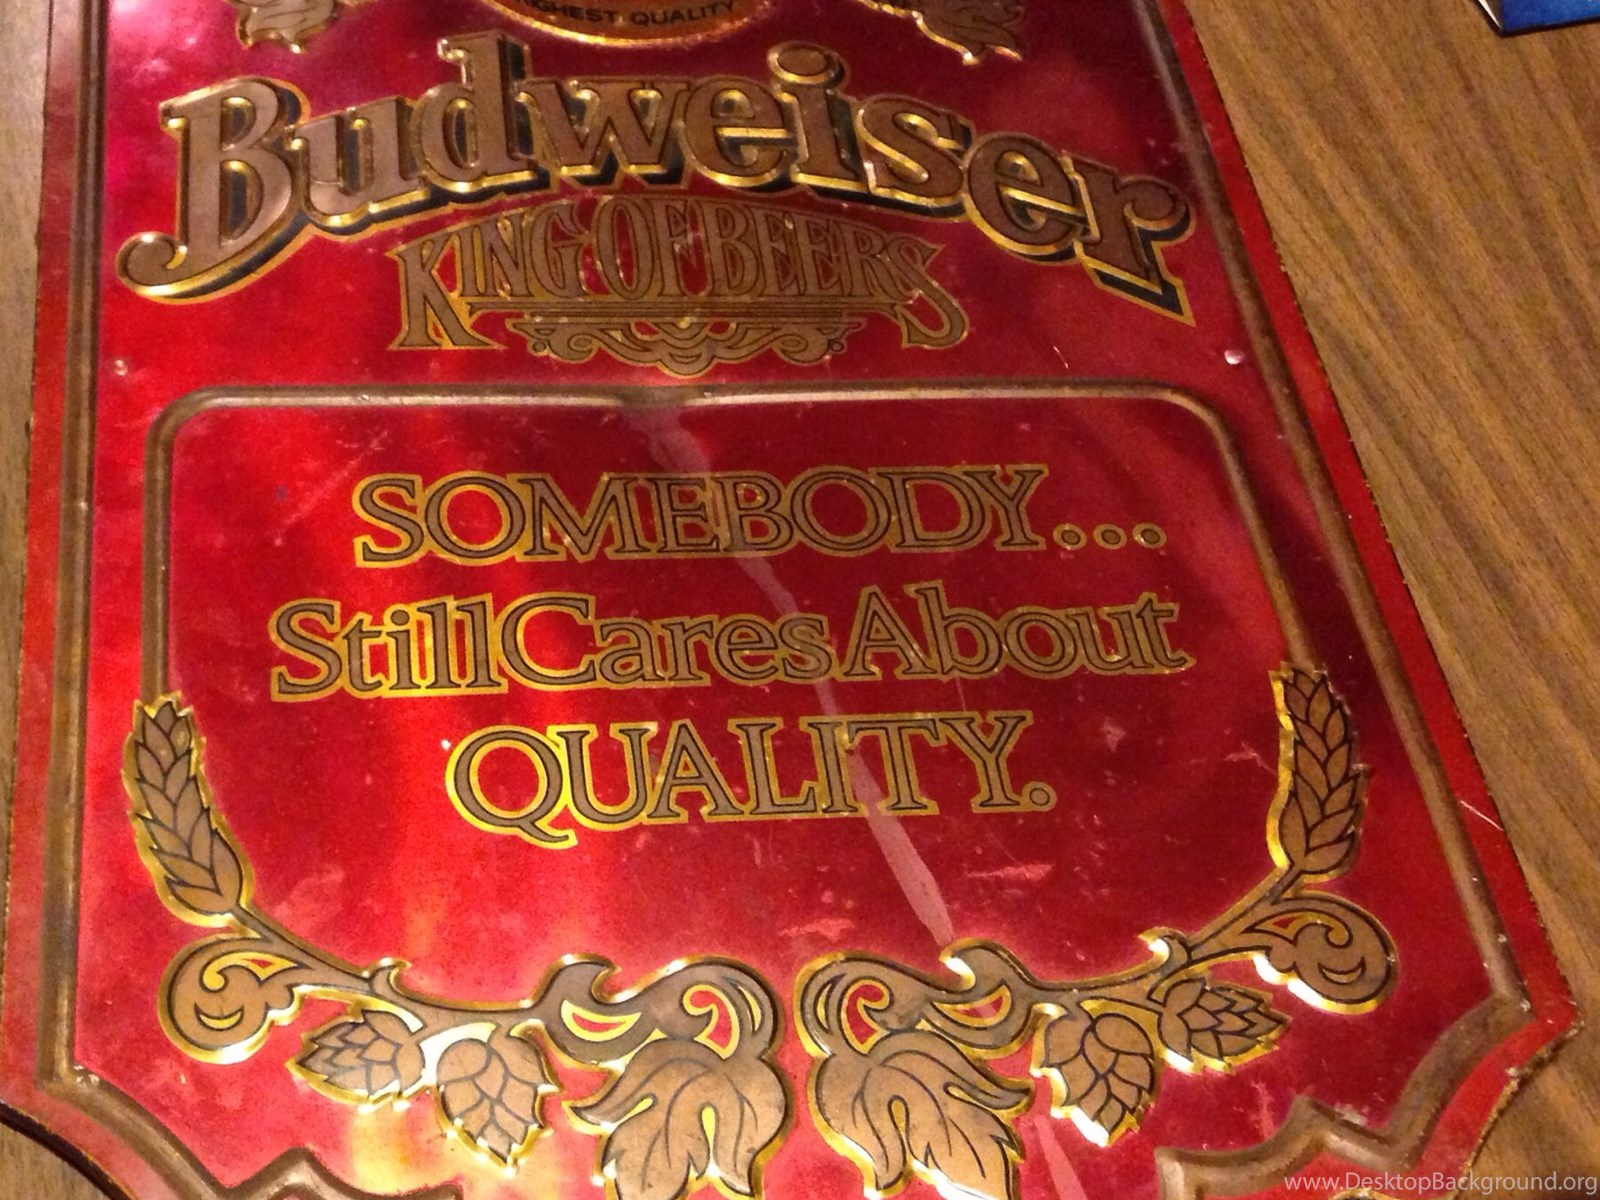 HIGHEST QUALITY
Budweiser
KING OF BEERS
SOMEBODY...
Still Cares About
QUALITY.
www.DesktopBackground.org